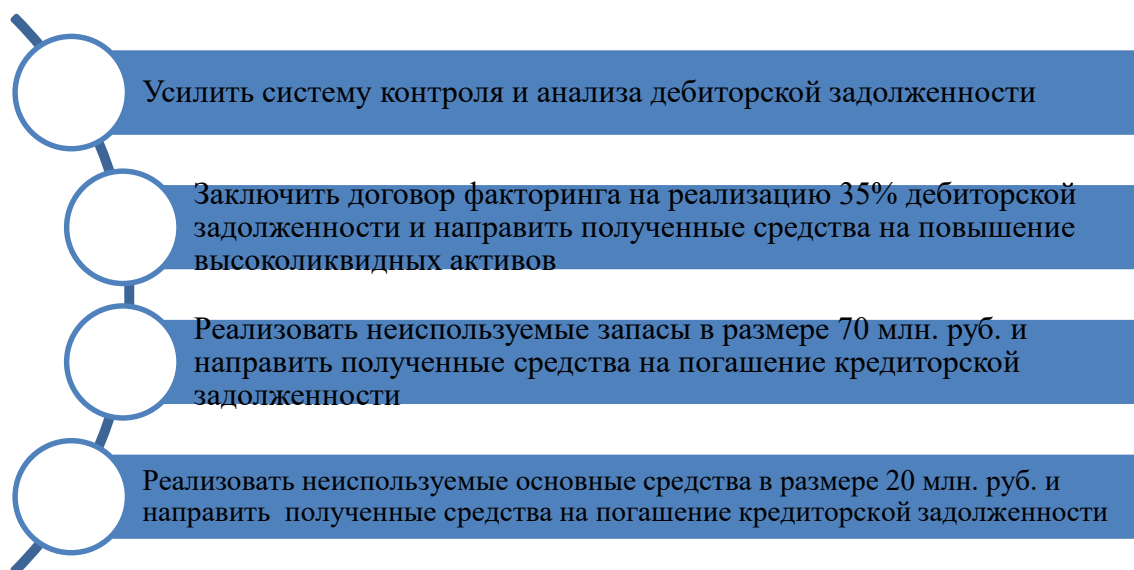 Усилить систему контроля и анализа дебиторской задолженности
Заключить договор факторинга на реализацию 35% дебиторской
задолженности и направить полученные средства на повышение
высоколиквидных активов
Реализовать неиспользуемые запасы в размере 70 млн. руб. и
направить полученные средства на погашение кредиторской
задолженности
Реализовать неиспользуемые основные средства в размере 20 млн. руб. и
направить  полученные средства на погашение кредиторской задолженности